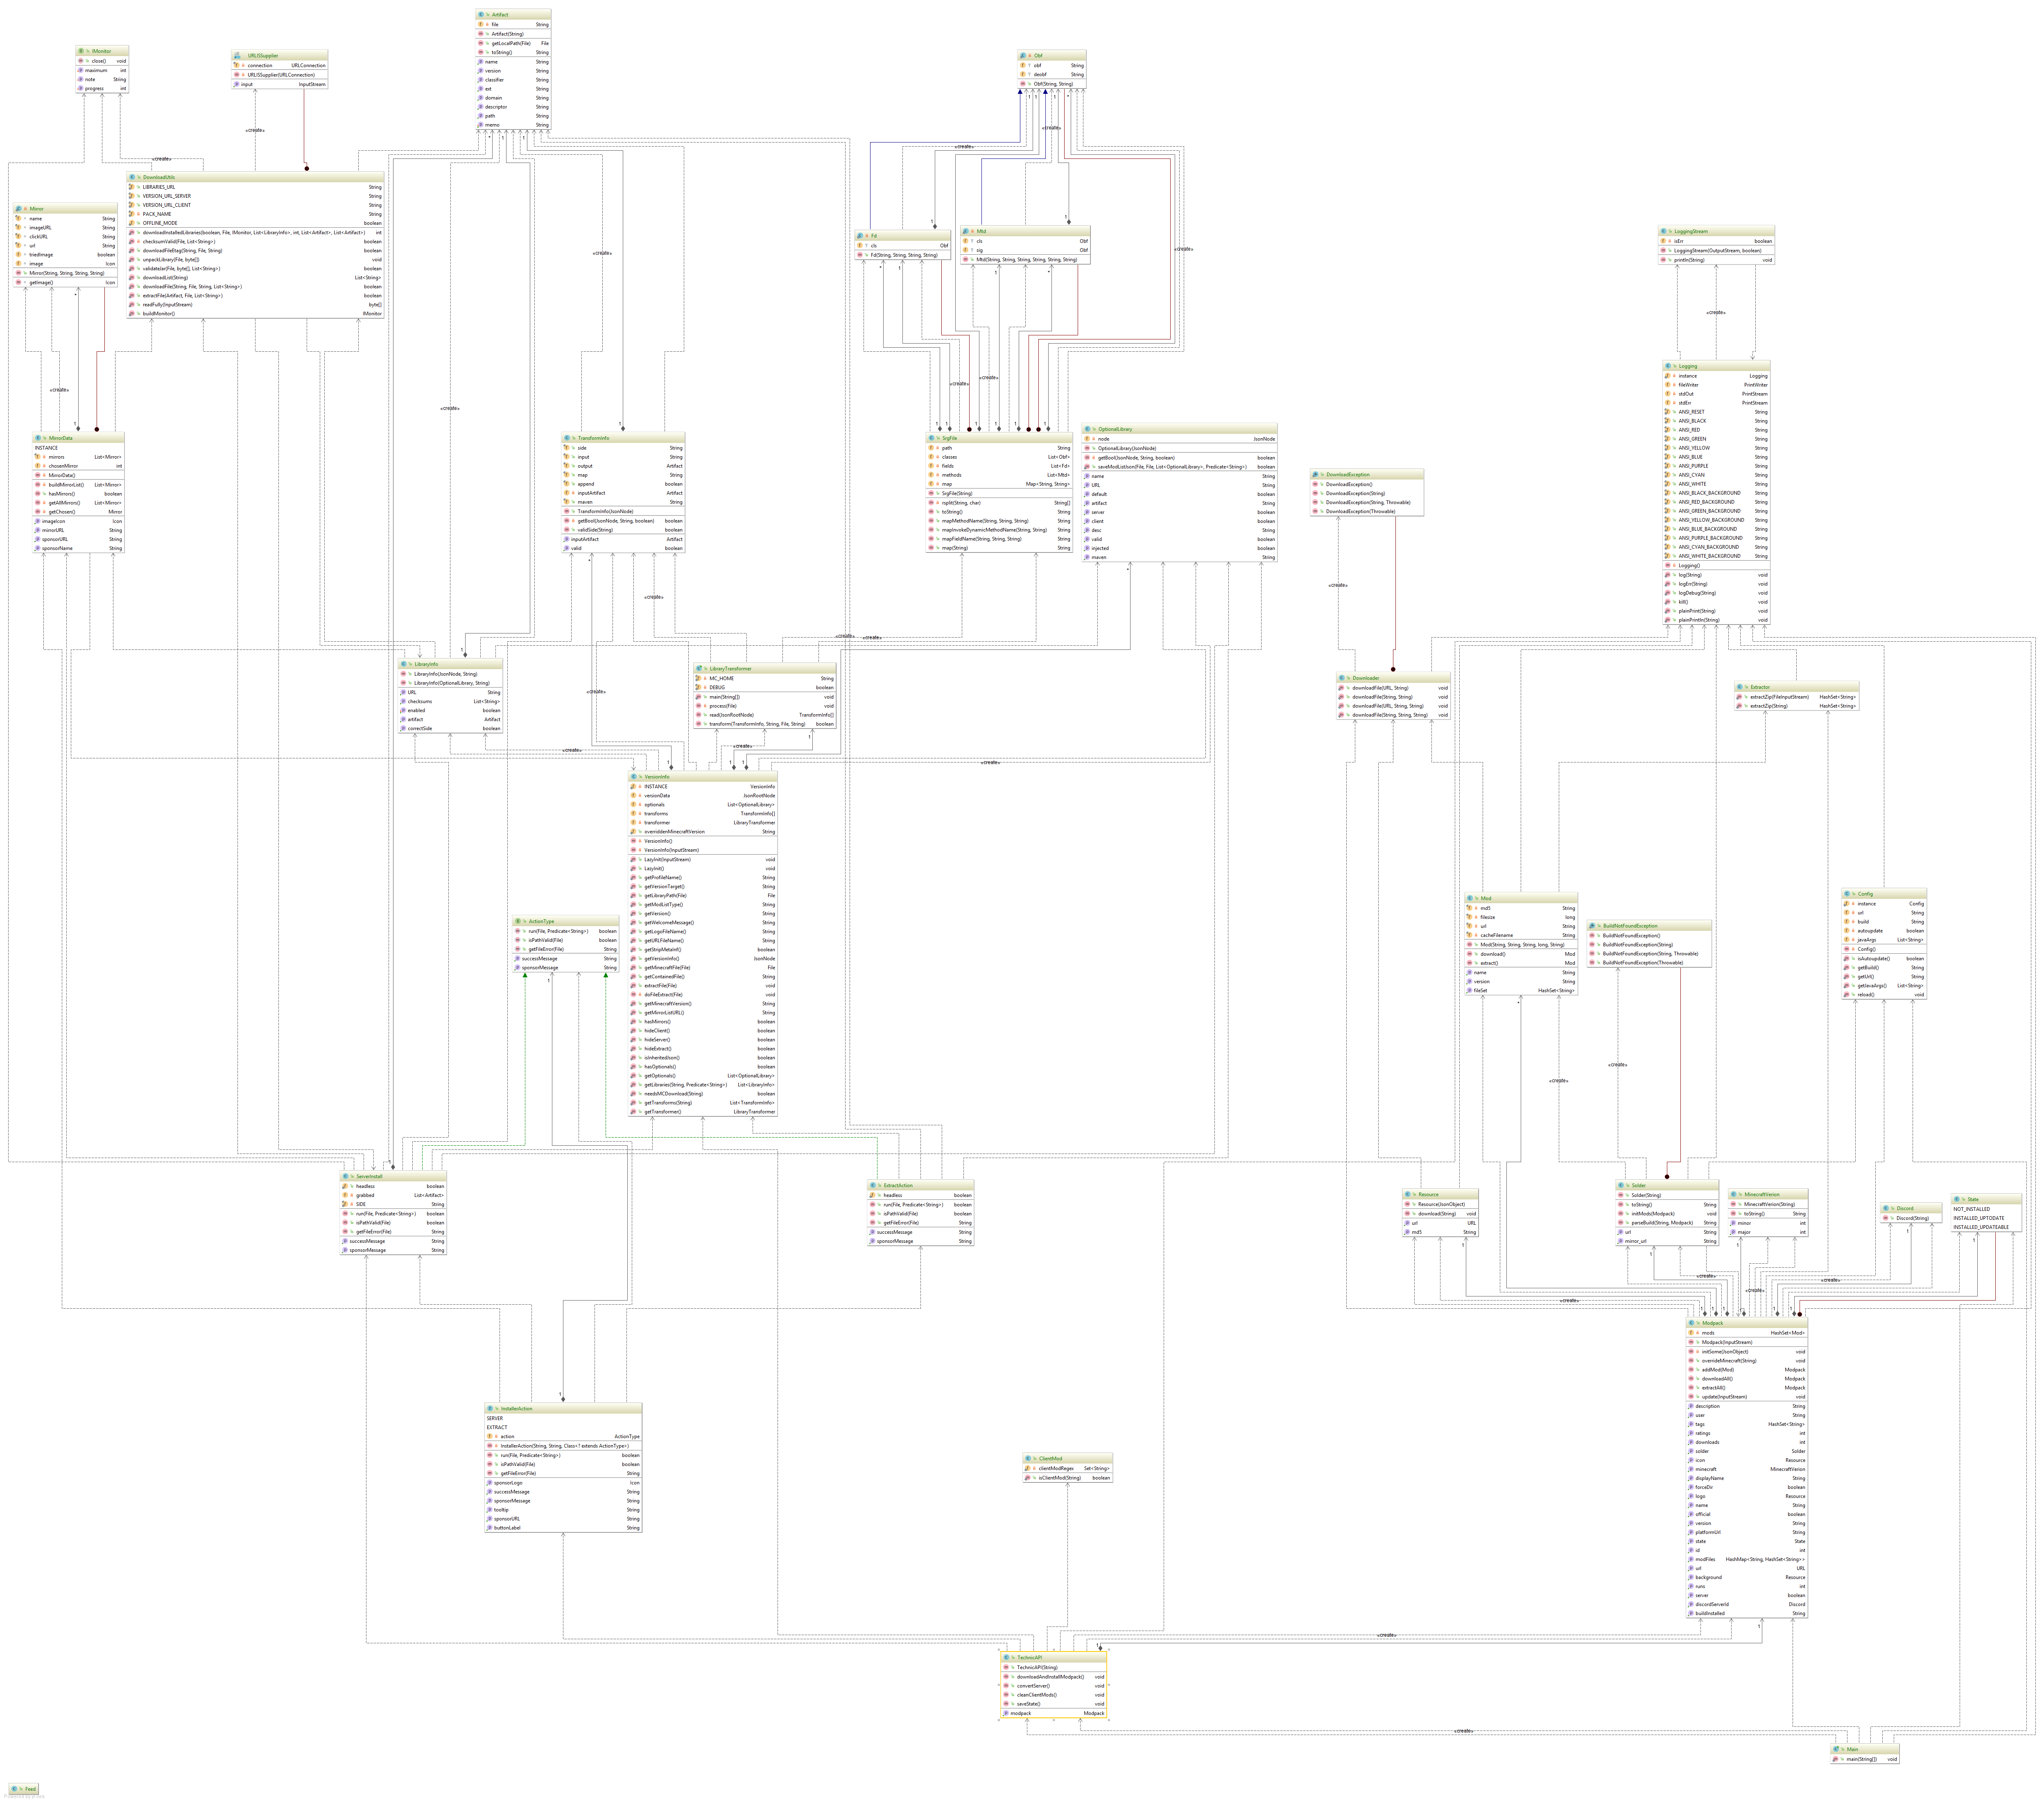 Artifact
file String
Artifact(String)
getLocalPath(File) File
toString() String
name String
version String
classifier String
ext String
domain String
descriptor String
path String
memo String
IMonitor
close() void
maximum int
note String
progress int
URLISSupplier
connection URLConnection
URLISSupplier(URLConnection)
input InputStream
Obf
obf String
deobf String
Obf(String, String)
DownloadUtils
LIBRARIES_URL String
VERSION_URL_SERVER String
VERSION_URL_CLIENT String
PACK_NAME String
OFFLINE_MODE boolean
downloadInstalledLibraries(boolean, File, IMonitor, List<LibraryInfo>, int, List<Artifact>, List<Artifact>) int
checksumValid(File, List<String>) boolean
downloadFileEtag(String, File, String) boolean
unpackLibrary(File, byte[]) void
validateJar(File, byte[], List<String>) boolean
downloadList(String) List<String>
downloadFile(String, File, String, List<String>) boolean
extractFile(Artifact, File, List<String>) boolean
readFully(InputStream) byte[]
buildMonitor() IMonitor
Mirror
name String
imageURL String
clickURL String
url String
triedImage boolean
image Icon
Mirror(String, String, String, String)
getImage() Icon
Fd
cls Obf
Fd(String, String, String, String)
Mtd
cls Obf
sig Obf
Mtd(String, String, String, String, String, String)
LoggingStream
isErr boolean
LoggingStream(OutputStream, boolean)
println(String) void
Logging
instance Logging
fileWriter PrintWriter
stdOut PrintStream
stdErr PrintStream
ANSI_RESET String
ANSI_BLACK String
ANSI_RED String
ANSI_GREEN String
ANSI_YELLOW String
ANSI_BLUE String
ANSI_PURPLE String
ANSI_CYAN String
ANSI_WHITE String
ANSI_BLACK_BACKGROUND String
ANSI_RED_BACKGROUND String
ANSI_GREEN_BACKGROUND String
ANSI_YELLOW_BACKGROUND String
ANSI_BLUE_BACKGROUND String
ANSI_PURPLE_BACKGROUND String
ANSI_CYAN_BACKGROUND String
ANSI_WHITE_BACKGROUND String
Logging()
log(String) void
logErr(String) void
logDebug(String) void
kill() void
plainPrint(String) void
plainPrintln(String) void
MirrorData
INSTANCE
mirrors List<Mirror>
chosenMirror int
MirrorData()
buildMirrorList() List<Mirror>
hasMirrors() boolean
getAllMirrors() List<Mirror>
getChosen() Mirror
imageIcon Icon
mirrorURL String
sponsorURL String
sponsorName String
TransformInfo
side String
input String
output Artifact
map String
append boolean
inputArtifact Artifact
maven String
TransformInfo(JsonNode)
getBool(JsonNode, String, boolean) boolean
validSide(String) boolean
inputArtifact Artifact
valid boolean
SrgFile
path String
classes List<Obf>
fields List<Fd>
methods List<Mtd>
map Map<String, String>
SrgFile(String)
rsplit(String, char) String[]
toString() String
mapMethodName(String, String, String) String
mapInvokeDynamicMethodName(String, String) String
mapFieldName(String, String, String) String
map(String) String
OptionalLibrary
node JsonNode
OptionalLibrary(JsonNode)
getBool(JsonNode, String, boolean) boolean
saveModListJson(File, File, List<OptionalLibrary>, Predicate<String>) boolean
name String
URL String
default boolean
artifact String
server boolean
client boolean
desc String
valid boolean
injected boolean
maven String
DownloadException
DownloadException()
DownloadException(String)
DownloadException(String, Throwable)
DownloadException(Throwable)
LibraryInfo
LibraryInfo(JsonNode, String)
LibraryInfo(OptionalLibrary, String)
URL String
checksums List<String>
enabled boolean
artifact Artifact
correctSide boolean
LibraryTransformer
MC_HOME String
DEBUG boolean
main(String[]) void
process(File) void
read(JsonRootNode) TransformInfo[]
transform(TransformInfo, String, File, String) boolean
Downloader
downloadFile(URL, String) void
downloadFile(String, String) void
downloadFile(URL, String, String) void
downloadFile(String, String, String) void
Extractor
extractZip(FileInputStream) HashSet<String>
extractZip(String) HashSet<String>
VersionInfo
INSTANCE VersionInfo
versionData JsonRootNode
optionals List<OptionalLibrary>
transforms TransformInfo[]
transformer LibraryTransformer
overriddenMinecraftVersion String
VersionInfo()
VersionInfo(InputStream)
LazyInit(InputStream) void
LazyInit() void
getProfileName() String
getVersionTarget() String
getLibraryPath(File) File
getModListType() String
getVersion() String
getWelcomeMessage() String
getLogoFileName() String
getURLFileName() String
getStripMetaInf() boolean
getVersionInfo() JsonNode
getMinecraftFile(File) File
getContainedFile() String
extractFile(File) void
doFileExtract(File) void
getMinecraftVersion() String
getMirrorListURL() String
hasMirrors() boolean
hideClient() boolean
hideServer() boolean
hideExtract() boolean
isInheritedJson() boolean
hasOptionals() boolean
getOptionals() List<OptionalLibrary>
getLibraries(String, Predicate<String>) List<LibraryInfo>
needsMCDownload(String) boolean
getTransforms(String) List<TransformInfo>
getTransformer() LibraryTransformer
ActionType
run(File, Predicate<String>) boolean
isPathValid(File) boolean
getFileError(File) String
successMessage String
sponsorMessage String
Mod
md5 String
filesize long
url String
cacheFilename String
Mod(String, String, String, long, String)
download() Mod
extract() Mod
name String
version String
fileSet HashSet<String>
BuildNotFoundException
BuildNotFoundException()
BuildNotFoundException(String)
BuildNotFoundException(String, Throwable)
BuildNotFoundException(Throwable)
Config
instance Config
url String
build String
autoupdate boolean
javaArgs List<String>
Config()
isAutoupdate() boolean
getBuild() String
getUrl() String
getJavaArgs() List<String>
reload() void
ServerInstall
headless boolean
grabbed List<Artifact>
SIDE String
run(File, Predicate<String>) boolean
isPathValid(File) boolean
getFileError(File) String
successMessage String
sponsorMessage String
ExtractAction
headless boolean
run(File, Predicate<String>) boolean
isPathValid(File) boolean
getFileError(File) String
successMessage String
sponsorMessage String
Resource
Resource(JsonObject)
download(String) void
url URL
md5 String
Solder
Solder(String)
toString() String
initMods(Modpack) void
parseBuild(String, Modpack) String
url String
mirror_url String
MinecraftVerion
MinecraftVerion(String)
toString() String
minor int
major int
Discord
Discord(String)
State
NOT_INSTALLED
INSTALLED_UPTODATE
INSTALLED_UPDATEABLE
Modpack
mods HashSet<Mod>
Modpack(InputStream)
initSome(JsonObject) void
overrideMinecraft(String) void
addMod(Mod) Modpack
downloadAll() Modpack
extractAll() Modpack
update(InputStream) void
description String
user String
tags HashSet<String>
ratings int
downloads int
solder Solder
icon Resource
minecraft MinecraftVerion
displayName String
forceDir boolean
logo Resource
name String
official boolean
version String
platformUrl String
state State
id int
modFiles HashMap<String, HashSet<String>>
url URL
background Resource
runs int
server boolean
discordServerId Discord
buildInstalled String
InstallerAction
SERVER
EXTRACT
action ActionType
InstallerAction(String, String, Class<? extends ActionType>)
run(File, Predicate<String>) boolean
isPathValid(File) boolean
getFileError(File) String
sponsorLogo Icon
successMessage String
sponsorMessage String
tooltip String
sponsorURL String
buttonLabel String
ClientMod
clientModRegex Set<String>
isClientMod(String) boolean
TechnicAPI
TechnicAPI(String)
downloadAndInstallModpack() void
convertServer() void
cleanClientMods() void
saveState() void
modpack Modpack
Main
main(String[]) void
Feed
Powered by yFiles